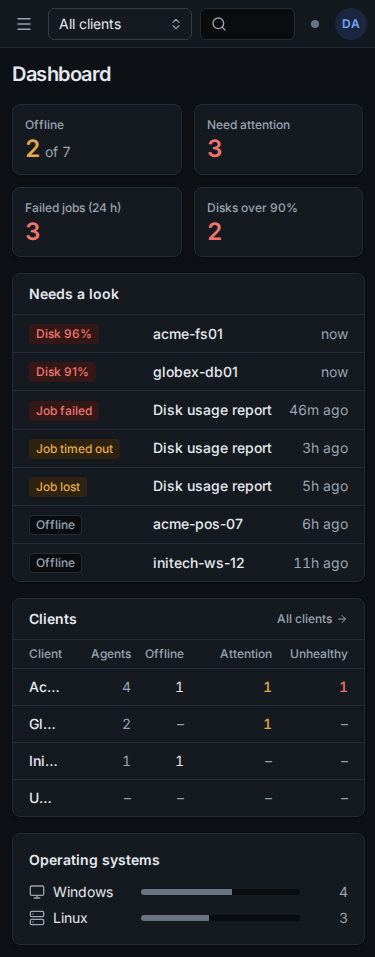 All clients
DA
Dashboard
Offline
2 of 7
Need attention
3
Failed jobs (24 h)
3
Disks over 90%
2
Needs a look
Disk 96% acme-fs01 now
Disk 91% globex-db01 now
Job failed Disk usage report 46m ago
Job timed out Disk usage report 3h ago
Job lost Disk usage report 5h ago
Offline acme-pos-07 6h ago
Offline initech-ws-12 11h ago
Clients All clients →
Client Agents Offline Attention Unhealthy
Ac... 4 1 1 1
Gl... 2 – 1 –
Ini... 1 1 – –
U... – – – –
Operating systems
Windows 4
Linux 3